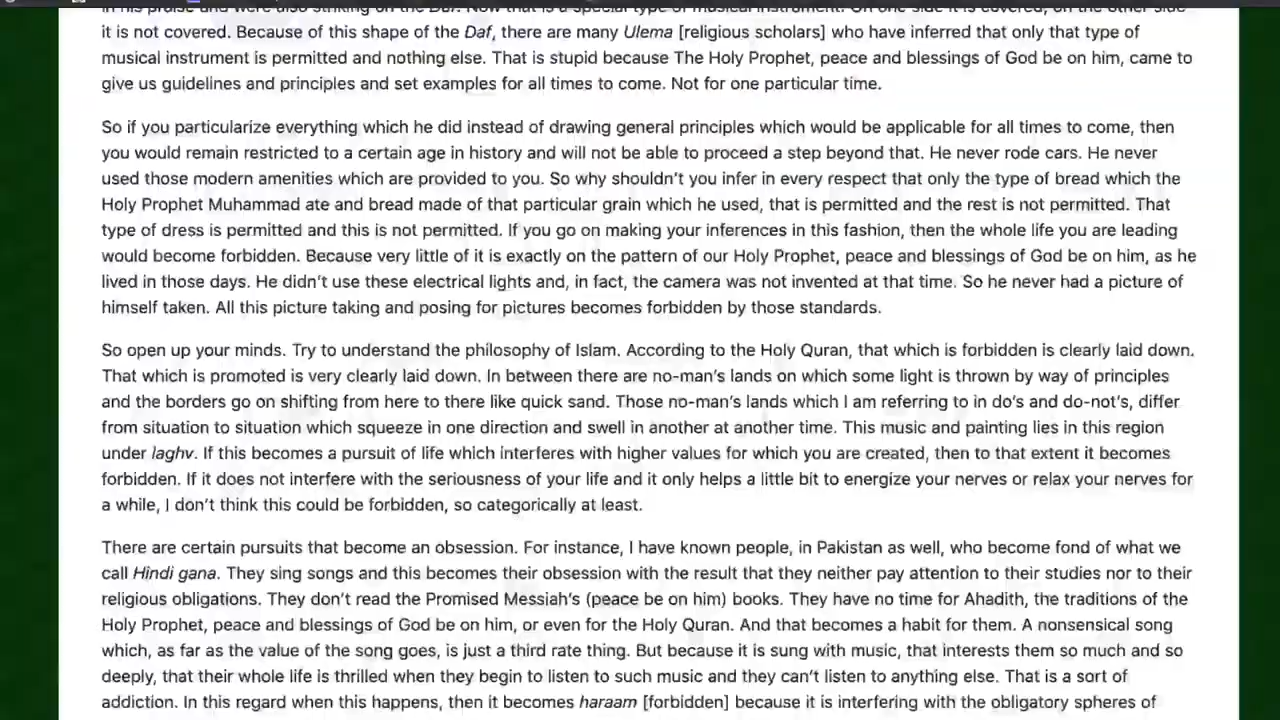 in his praise and were also striking on the Daf. Now that is a special type of musical instrument. On one side it is covered, on the other side
it is not covered. Because of this shape of the Daf, there are many Ulema [religious scholars] who have inferred that only that type of
musical instrument is permitted and nothing else. That is stupid because The Holy Prophet, peace and blessings of God be on him, came to
give us guidelines and principles and set examples for all times to come. Not for one particular time.
So if you particularize everything which he did instead of drawing general principles which would be applicable for all times to come, then
you would remain restricted to a certain age in history and will not be able to proceed a step beyond that. He never rode cars. He never
used those modern amenities which are provided to you. So why shouldn't you infer in every respect that only the type of bread which the
Holy Prophet Muhammad ate and bread made of that particular grain which he used, that is permitted and the rest is not permitted. That
type of dress is permitted and this is not permitted. If you go on making your inferences in this fashion, then the whole life you are leading
would become forbidden. Because very little of it is exactly on the pattern of our Holy Prophet, peace and blessings of God be on him, as he
lived in those days. He didn't use these electrical lights and, in fact, the camera was not invented at that time. So he never had a picture of
himself taken. All this picture taking and posing for pictures becomes forbidden by those standards.
So open up your minds. Try to understand the philosophy of Islam. According to the Holy Quran, that which is forbidden is clearly laid down.
That which is promoted is very clearly laid down. In between there are no-man's lands on which some light is thrown by way of principles
and the borders go on shifting from here to there like quick sand. Those no-man's lands which I am referring to in do's and do-not's, differ
from situation to situation which squeeze in one direction and swell in another at another time. This music and painting lies in this region
under laghv. If this becomes a pursuit of life which interferes with higher values for which you are created, then to that extent it becomes
forbidden. If it does not interfere with the seriousness of your life and it only helps a little bit to energize your nerves or relax your nerves for
a while, I don't think this could be forbidden, so categorically at least.
There are certain pursuits that become an obsession. For instance, I have known people, in Pakistan as well, who become fond of what we
call Hindi gana. They sing songs and this becomes their obsession with the result that they neither pay attention to their studies nor to their
religious obligations. They don't read the Promised Messiah's (peace be on him) books. They have no time for Ahadith, the traditions of the
Holy Prophet, peace and blessings of God be on him, or even for the Holy Quran. And that becomes a habit for them. A nonsensical song
which, as far as the value of the song goes, is just a third rate thing. But because it is sung with music, that interests them so much and so
deeply, that their whole life is thrilled when they begin to listen to such music and they can't listen to anything else. That is a sort of
addiction. In this regard when this happens, then it becomes haraam [forbidden] because it is interfering with the obligatory spheres of